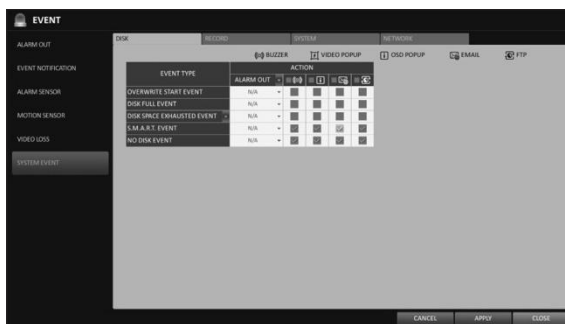 EVENT
ALARM OUT
EVENT NOTIFICATION
ALARM SENSOR
MOTION SENSOR
VIDEO LOSS
SYSTEM EVENT
DISK RECORD SYSTEM NETWORK
BUZZER VIDEO POPUP OSD POPUP EMAIL FTP
EVENT TYPE ACTION
ALARM OUT
OVERWRITE START EVENT N/A
DISK FULL EVENT N/A
DISK SPACE EXHAUSTED EVENT N/A
S.M.A.R.T. EVENT N/A
NO DISK EVENT N/A
CANCEL APPLY CLOSE